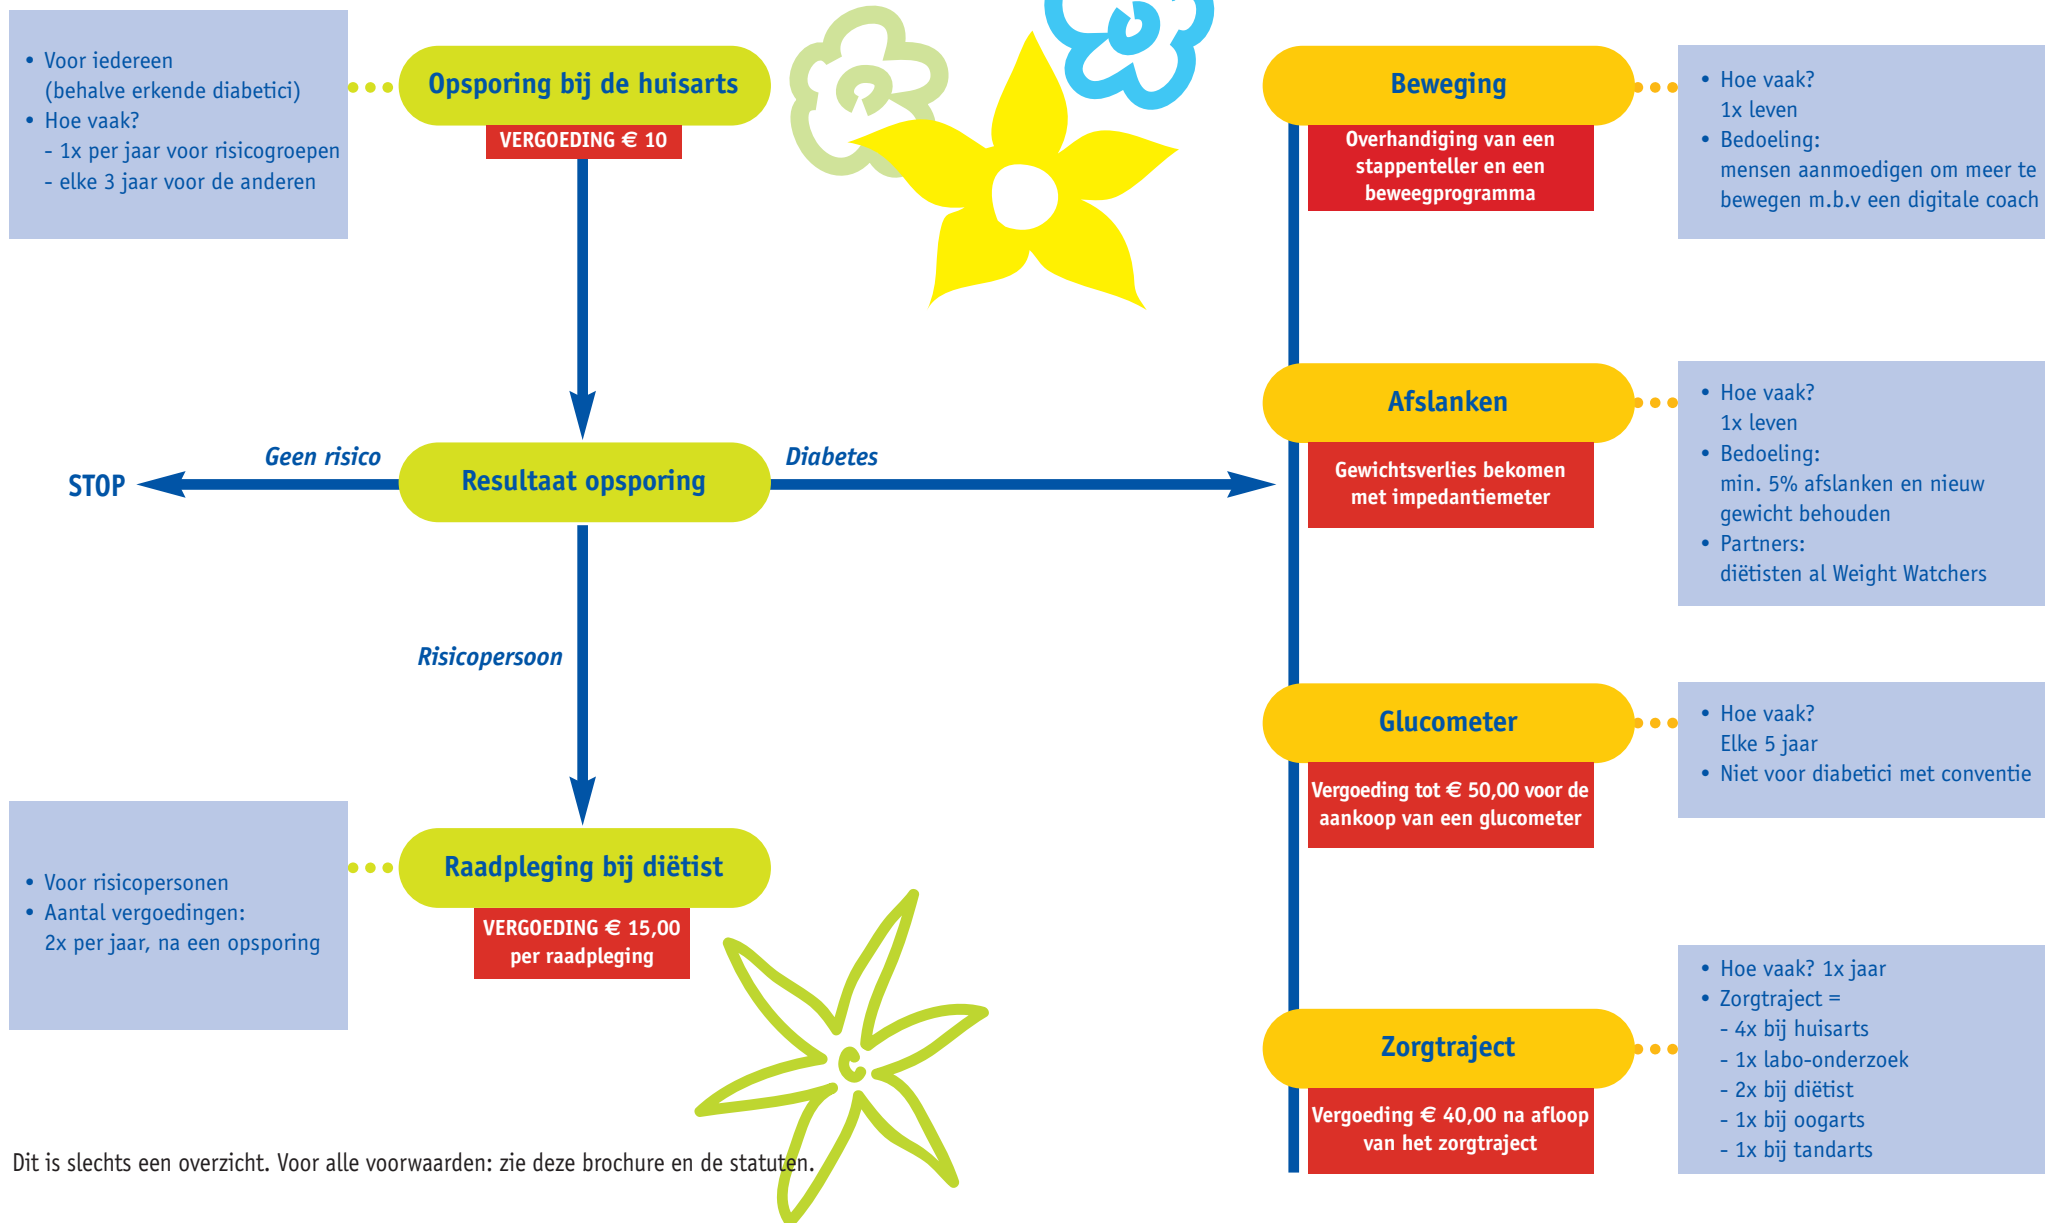 • Voor iedereen
(behalve erkende diabetici)
• Hoe vaak?
- 1x per jaar voor risicogroepen
- elke 3 jaar voor de anderen
Opsporing bij de huisarts
VERGOEDING € 10
Geen risico
STOP
Resultaat opsporing
Diabetes
Risicopersoon
• Voor risicopersonen
• Aantal vergoedingen:
2x per jaar, na een opsporing
Raadpleging bij diëtist
VERGOEDING € 15,00
per raadpleging
Beweging
Overhandiging van een
stappenteller en een
beweegprogramma
• Hoe vaak?
1x leven
• Bedoeling:
mensen aanmoedigen om meer te
bewegen m.b.v een digitale coach
Afslanken
Gewichtsverlies bekomen
met impedantiemeter
• Hoe vaak?
1x leven
• Bedoeling:
min. 5% afslanken en nieuw
gewicht behouden
• Partners:
diëtisten al Weight Watchers
Glucometer
Vergoeding tot € 50,00 voor de
aankoop van een glucometer
• Hoe vaak?
Elke 5 jaar
• Niet voor diabetici met conventie
Zorgtraject
Vergoeding € 40,00 na afloop
van het zorgtraject
• Hoe vaak? 1x jaar
• Zorgtraject =
- 4x bij huisarts
- 1x labo-onderzoek
- 2x bij diëtist
- 1x bij oogarts
- 1x bij tandarts
Dit is slechts een overzicht. Voor alle voorwaarden: zie deze brochure en de statuten.